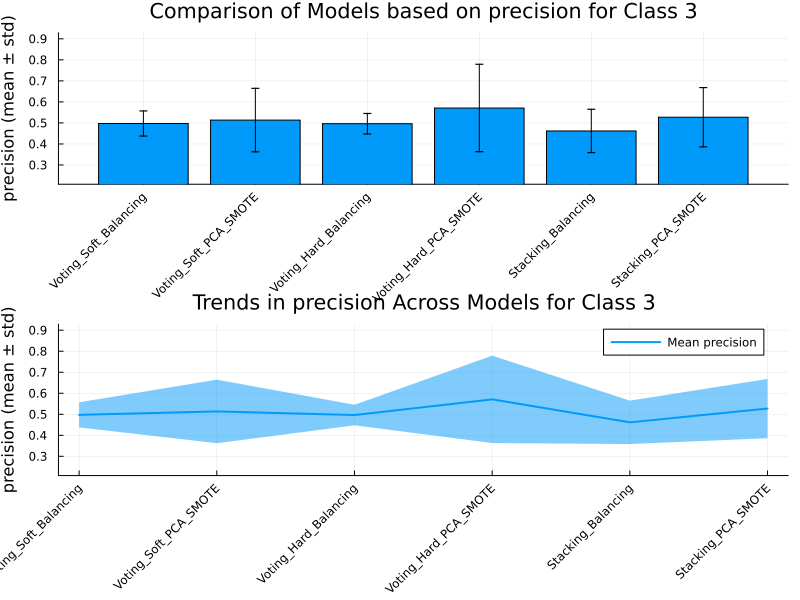 Comparison of Models based on precision for Class 3
precision (mean ± std)
0.9
0.8
0.7
0.6
0.5
0.4
0.3
Voting_Soft_Balancing
Voting_Soft_PCA_SMOTE
Voting_Hard_Balancing
Voting_Hard_PCA_SMOTE
Stacking_Balancing
Stacking_PCA_SMOTE
Trends in precision Across Models for Class 3
precision (mean ± std)
0.9
0.8
0.7
0.6
0.5
0.4
0.3
Mean precision
ing_Soft_Balancing
Voting_Soft_PCA_SMOTE
Voting_Hard_Balancing
Voting_Hard_PCA_SMOTE
Stacking_Balancing
Stacking_PCA_SMOTE